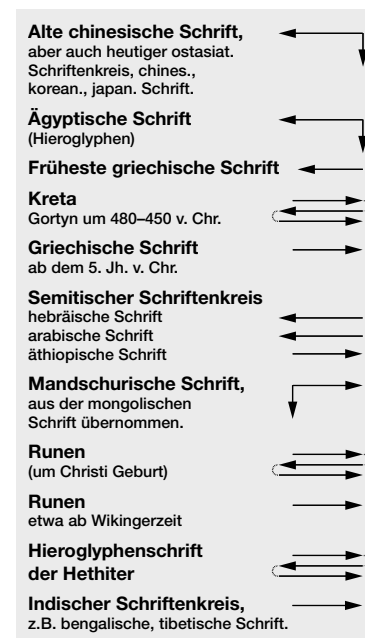 Alte chinesische Schrift,
aber auch heutiger ostasiat.
Schriftenkreis, chines.,
korean., japan. Schrift.
Ägyptische Schrift
(Hieroglyphen)
Früheste griechische Schrift
Kreta
Gortyn um 480–450 v. Chr.
Griechische Schrift
ab dem 5. Jh. v. Chr.
Semitischer Schriftenkreis
hebräische Schrift
arabische Schrift
äthiopische Schrift
Mandschurische Schrift,
aus der mongolischen
Schrift übernommen.
Runen
(um Christi Geburt)
Runen
etwa ab Wikingerzeit
Hieroglyphenschrift
der Hethiter
Indischer Schriftenkreis,
z.B. bengalische, tibetische Schrift.